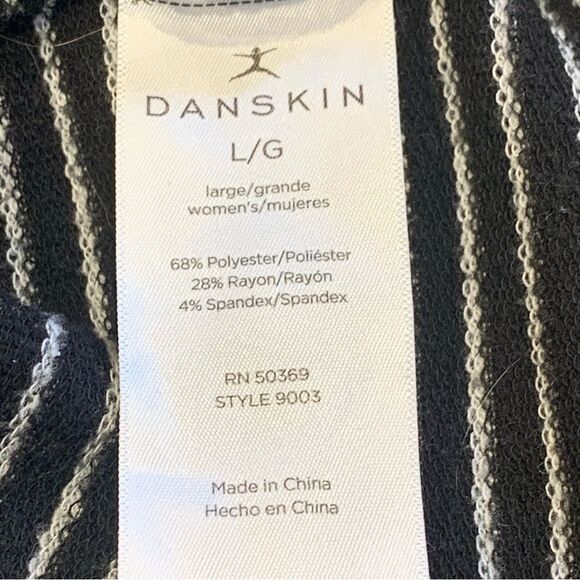 DANSKIN
L/G
large/grande
women's/mujeres
68% Polyester/Poliéster
28% Rayon/Rayón
4% Spandex/Spandex
RN 50369
STYLE 9003
Made in China
Hecho en China